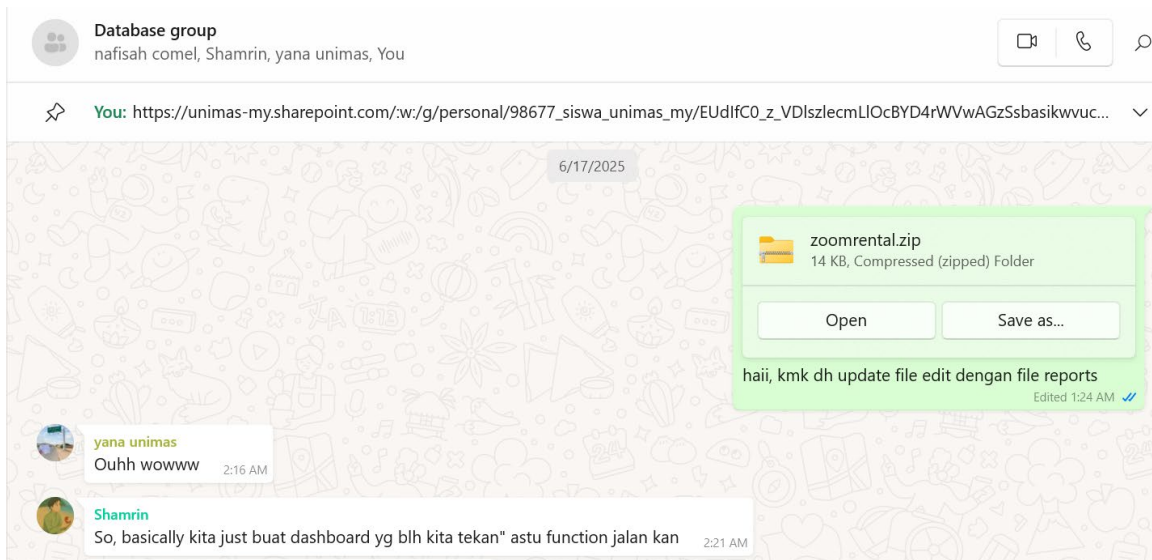 Database group
nafisah comel, Shamrin, yana unimas, You
You: https://unimas-my.sharepoint.com/:w:/g/personal/98677_siswa_unimas_my/EUdIfC0_z_VDlszlecmLlOcBYD4rWVwAGzSsbasikwvuc...
6/17/2025
zoomrental.zip
14 KB, Compressed (zipped) Folder
Open
Save as...
haii, kmk dh update file edit dengan file reports
Edited 1:24 AM
yana unimas
Ouhh wowww
2:16 AM
Shamrin
So, basically kita just buat dashboard yg blh kita tekan" astu function jalan kan
2:21 AM